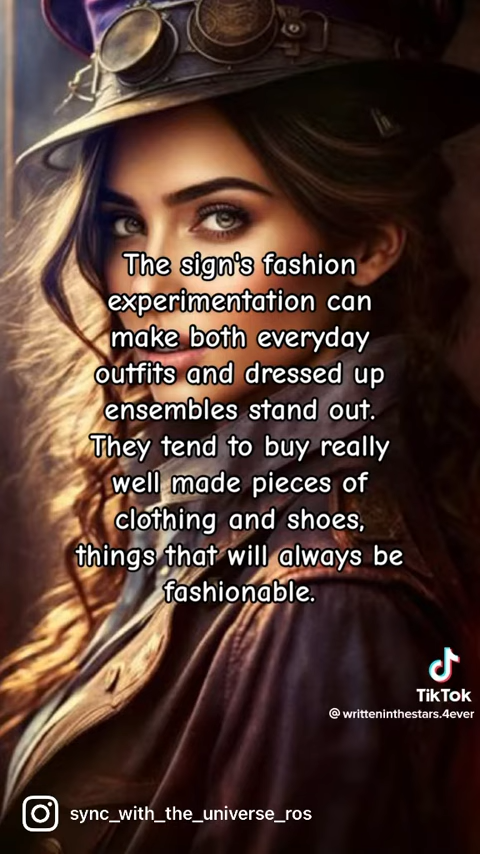 The sign's fashion
experimentation can
make both everyday
outfits and dressed up
ensembles stand out.
They tend to buy really
well made pieces of
clothing and shoes,
things that will always be
fashionable.
TikTok
@ writteninthestars.4ever
sync_with_the_universe_ros